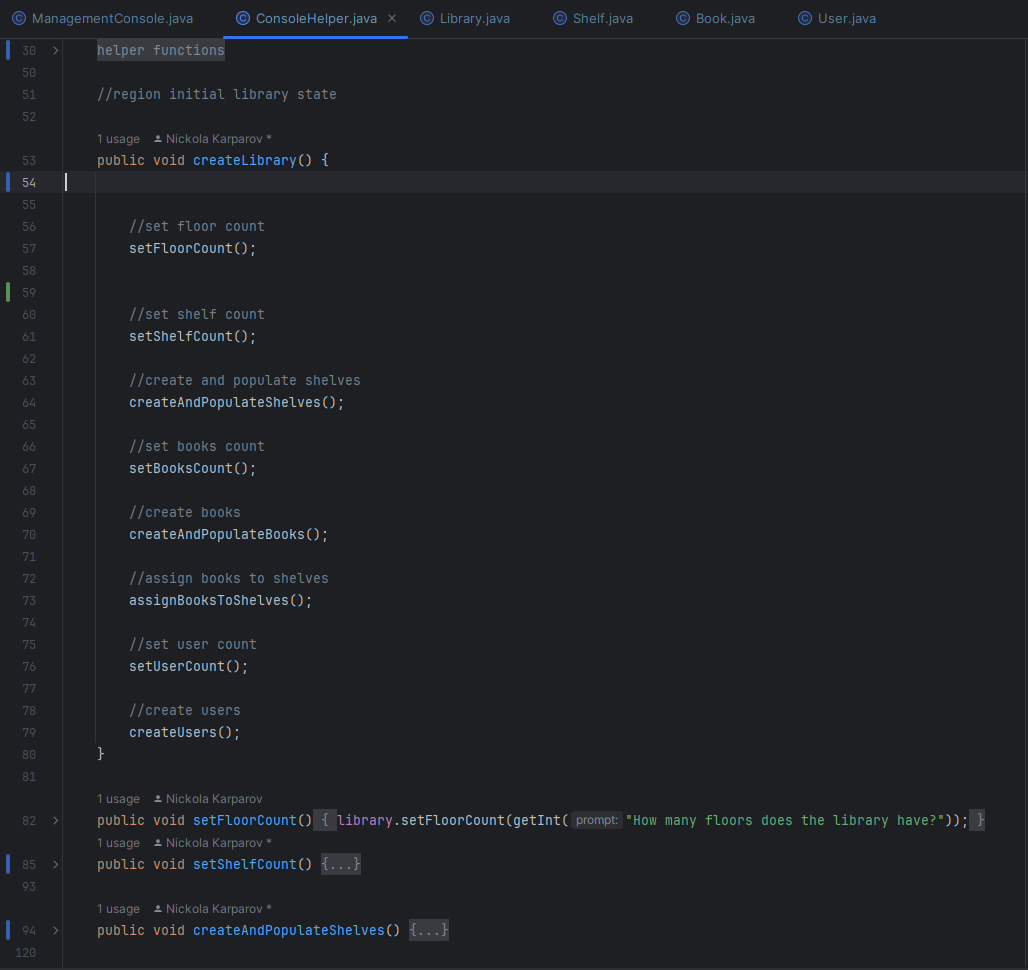 ManagementConsole.java ConsoleHelper.java Library.java Shelf.java Book.java User.java
30 helper functions
50
51 //region initial library state
52
1 usage Nickola Karparov *
53 public void createLibrary() {
54
55
56 //set floor count
57 setFloorCount();
58
59
60 //set shelf count
61 setShelfCount();
62
63 //create and populate shelves
64 createAndPopulateShelves();
65
66 //set books count
67 setBooksCount();
68
69 //create books
70 createAndPopulateBooks();
71
72 //assign books to shelves
73 assignBooksToShelves();
74
75 //set user count
76 setUserCount();
77
78 //create users
79 createUsers();
80 }
81
1 usage Nickola Karparov
82 public void setFloorCount() { library.setFloorCount(getInt( prompt: "How many floors does the library have?")); }
1 usage Nickola Karparov *
85 public void setShelfCount() {...}
93
1 usage Nickola Karparov *
94 public void createAndPopulateShelves() {...}
120